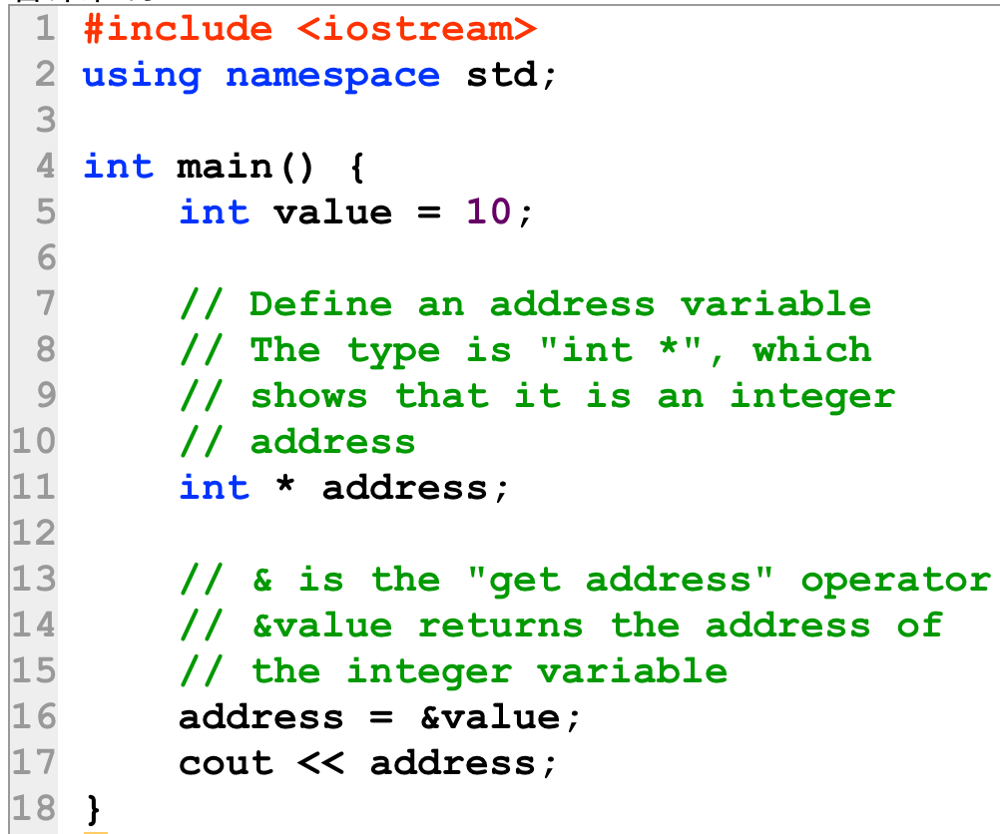 1 #include <iostream>
2 using namespace std;
3
4 int main() {
5     int value = 10;
6
7     // Define an address variable
8     // The type is "int *", which
9     // shows that it is an integer
10     // address
11     int * address;
12
13     // & is the "get address" operator
14     // &value returns the address of
15     // the integer variable
16     address = &value;
17     cout << address;
18 }